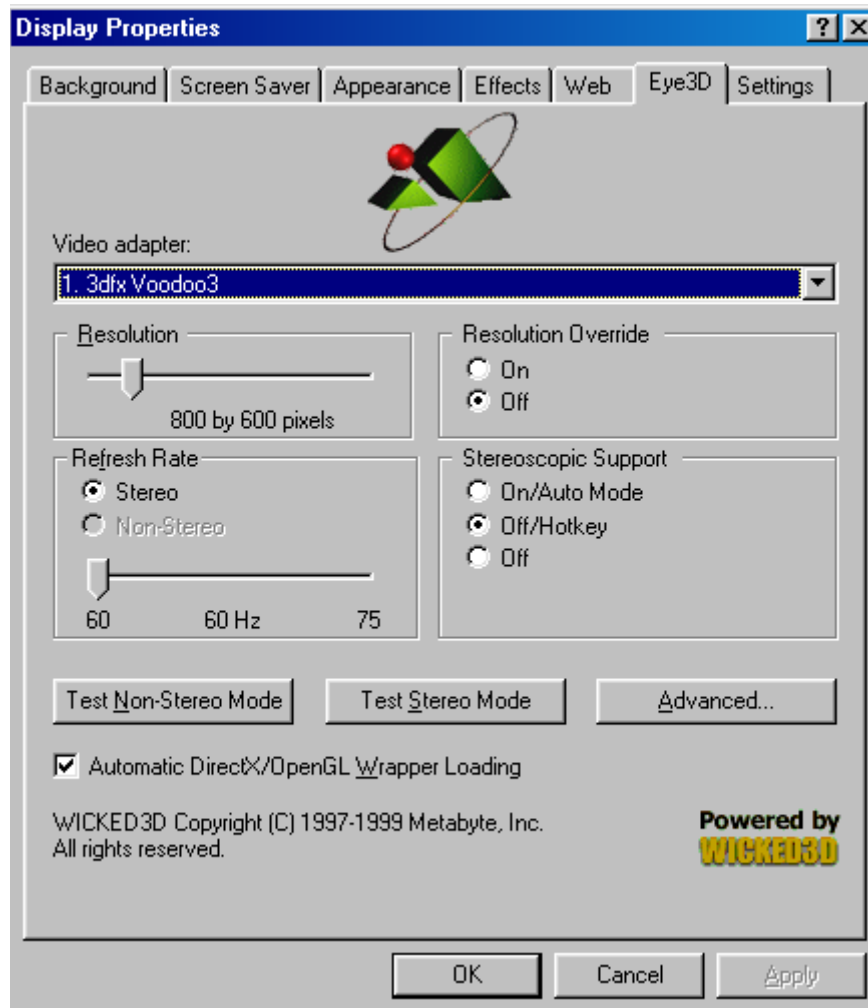 Display Properties
Background Screen Saver Appearance Effects Web Eye3D Settings
Video adapter:
1. 3dfx Voodoo3
Resolution
800 by 600 pixels
Resolution Override
On
Off
Refresh Rate
Stereo
Non-Stereo
60 60 Hz 75
Stereoscopic Support
On/Auto Mode
Off/Hotkey
Off
Test Non-Stereo Mode Test Stereo Mode Advanced...
Automatic DirectX/OpenGL Wrapper Loading
WICKED3D Copyright (C) 1997-1999 Metabyte, Inc.
All rights reserved.
Powered by
WICKED3D
OK Cancel Apply